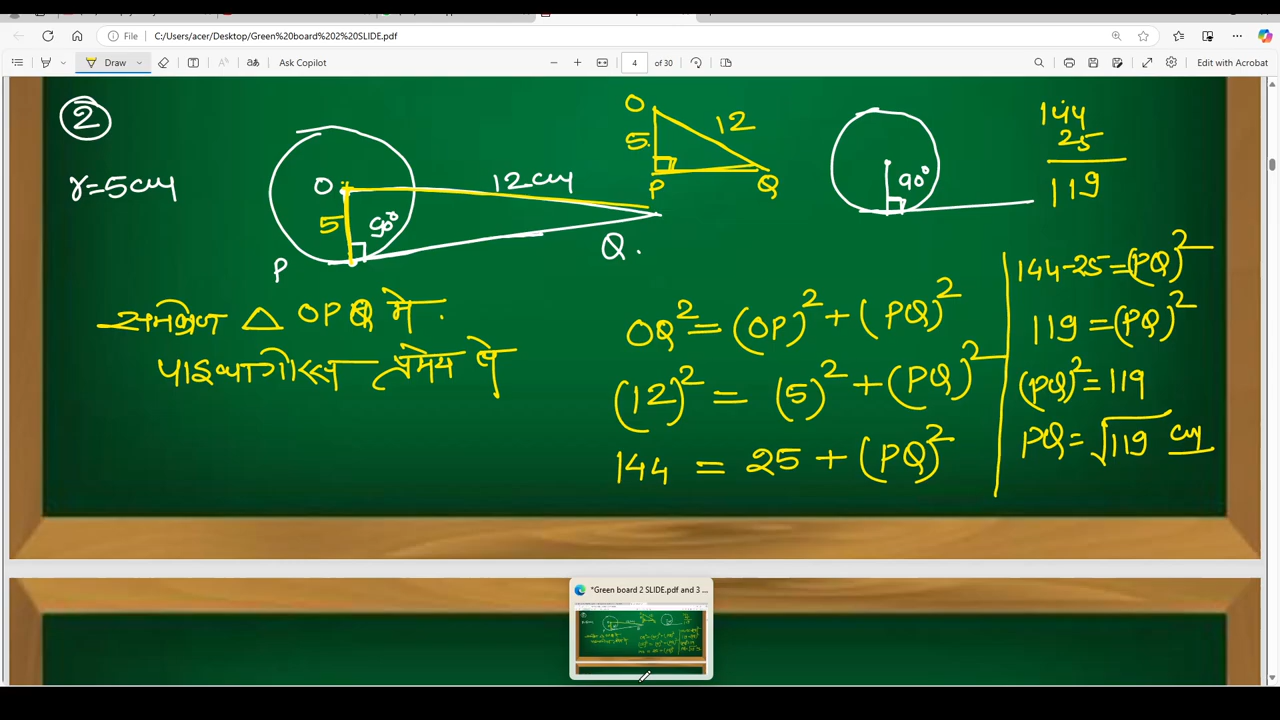 File C:/Users/acer/Desktop/Green%20board%202%20SLIDE.pdf
Draw Ask Copilot 4 of 30 Edit with Acrobat
2
r=5cm
O 12cm
5 90°
P Q.
O
5 12
P Q
90°
144
25
119
समकोण △ OPQ मे.
पाइथागोरस प्रमेय से
OQ²= (OP)² + (PQ)²
(12)² = (5)² + (PQ)²
144 = 25 + (PQ)²
144-25=(PQ)²
119 =(PQ)²
(PQ)²= 119
PQ= √119 cm
*Green board 2 SLIDE.pdf and 3 ...